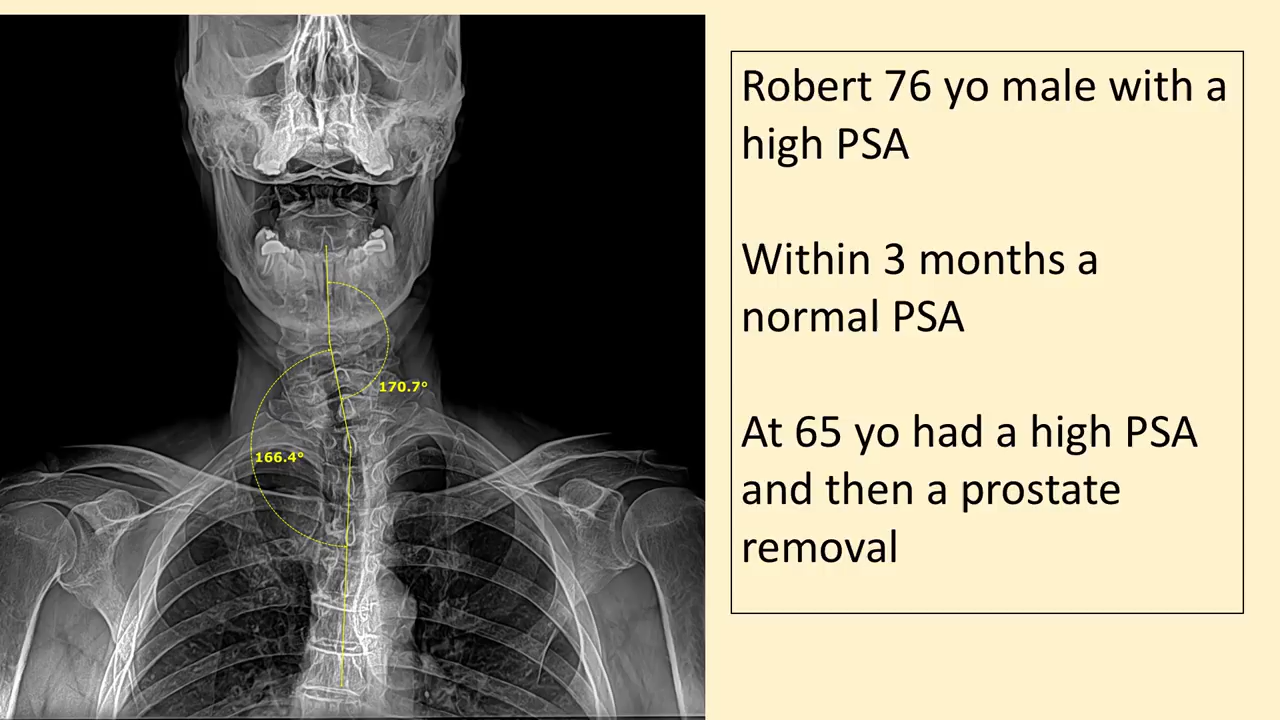 Robert 76 yo male with a
high PSA
Within 3 months a
normal PSA
At 65 yo had a high PSA
and then a prostate
removal
170.7°
166.4°